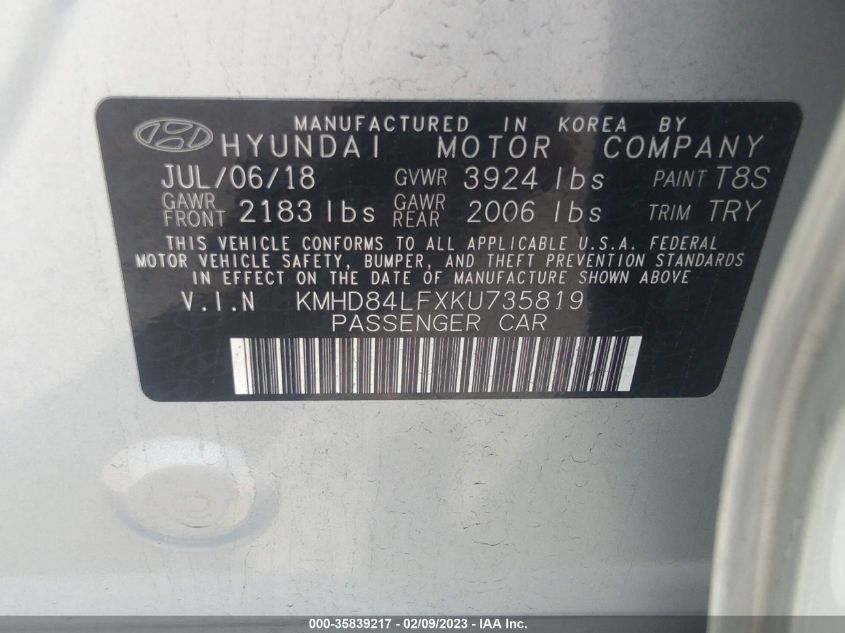 MANUFACTURED IN KOREA BY
HYUNDAI MOTOR COMPANY
JUL/06/18 GVWR 3924 lbs PAINT T8S
GAWR FRONT 2183 lbs GAWR REAR 2006 lbs TRIM TRY
THIS VEHICLE CONFORMS TO ALL APPLICABLE U.S.A. FEDERAL
MOTOR VEHICLE SAFETY, BUMPER, AND THEFT PREVENTION STANDARDS
IN EFFECT ON THE DATE OF MANUFACTURE SHOWN ABOVE
V.I.N KMHD84LFXKU735819
PASSENGER CAR
000-35839217 - 02/09/2023 - IAA Inc.